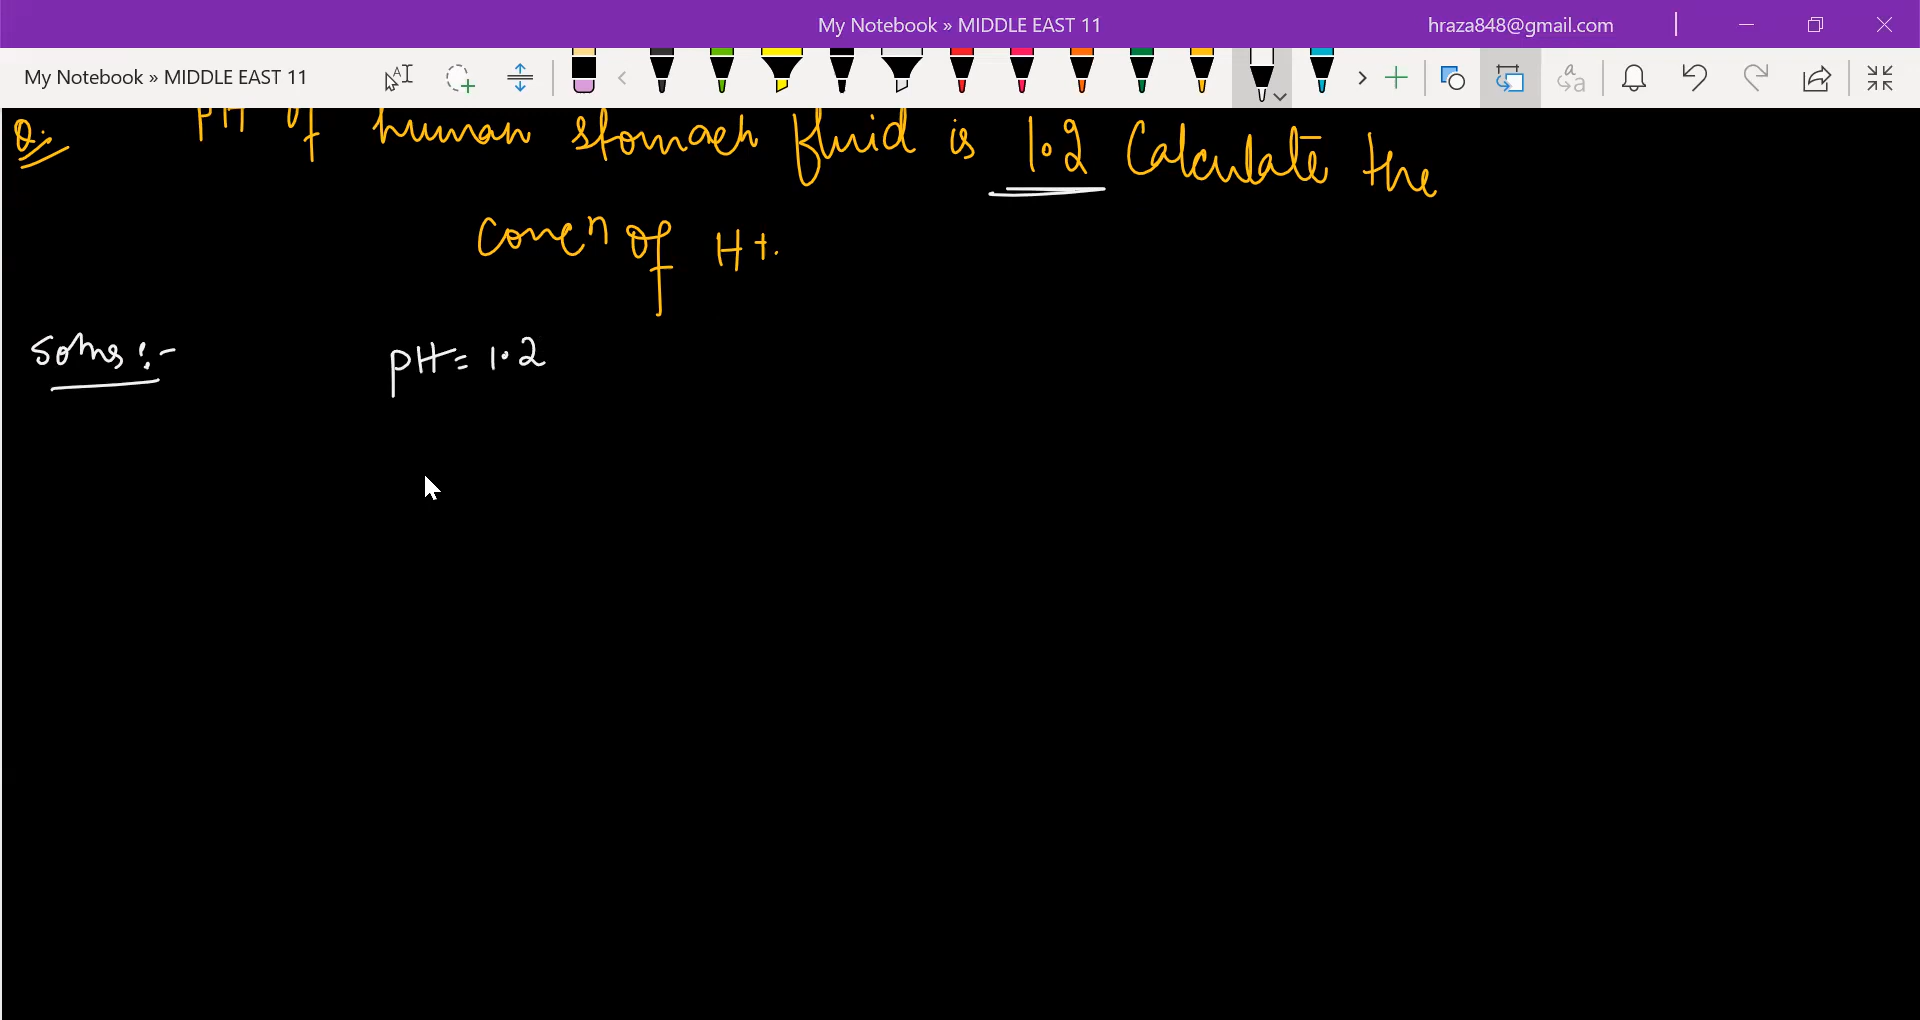 My Notebook » MIDDLE EAST 11
hraza848@gmail.com
My Notebook » MIDDLE EAST 11
Q:- pH of human stomach fluid is 1.2 Calculate the
Concn of H+.
Solns:- pH = 1.2